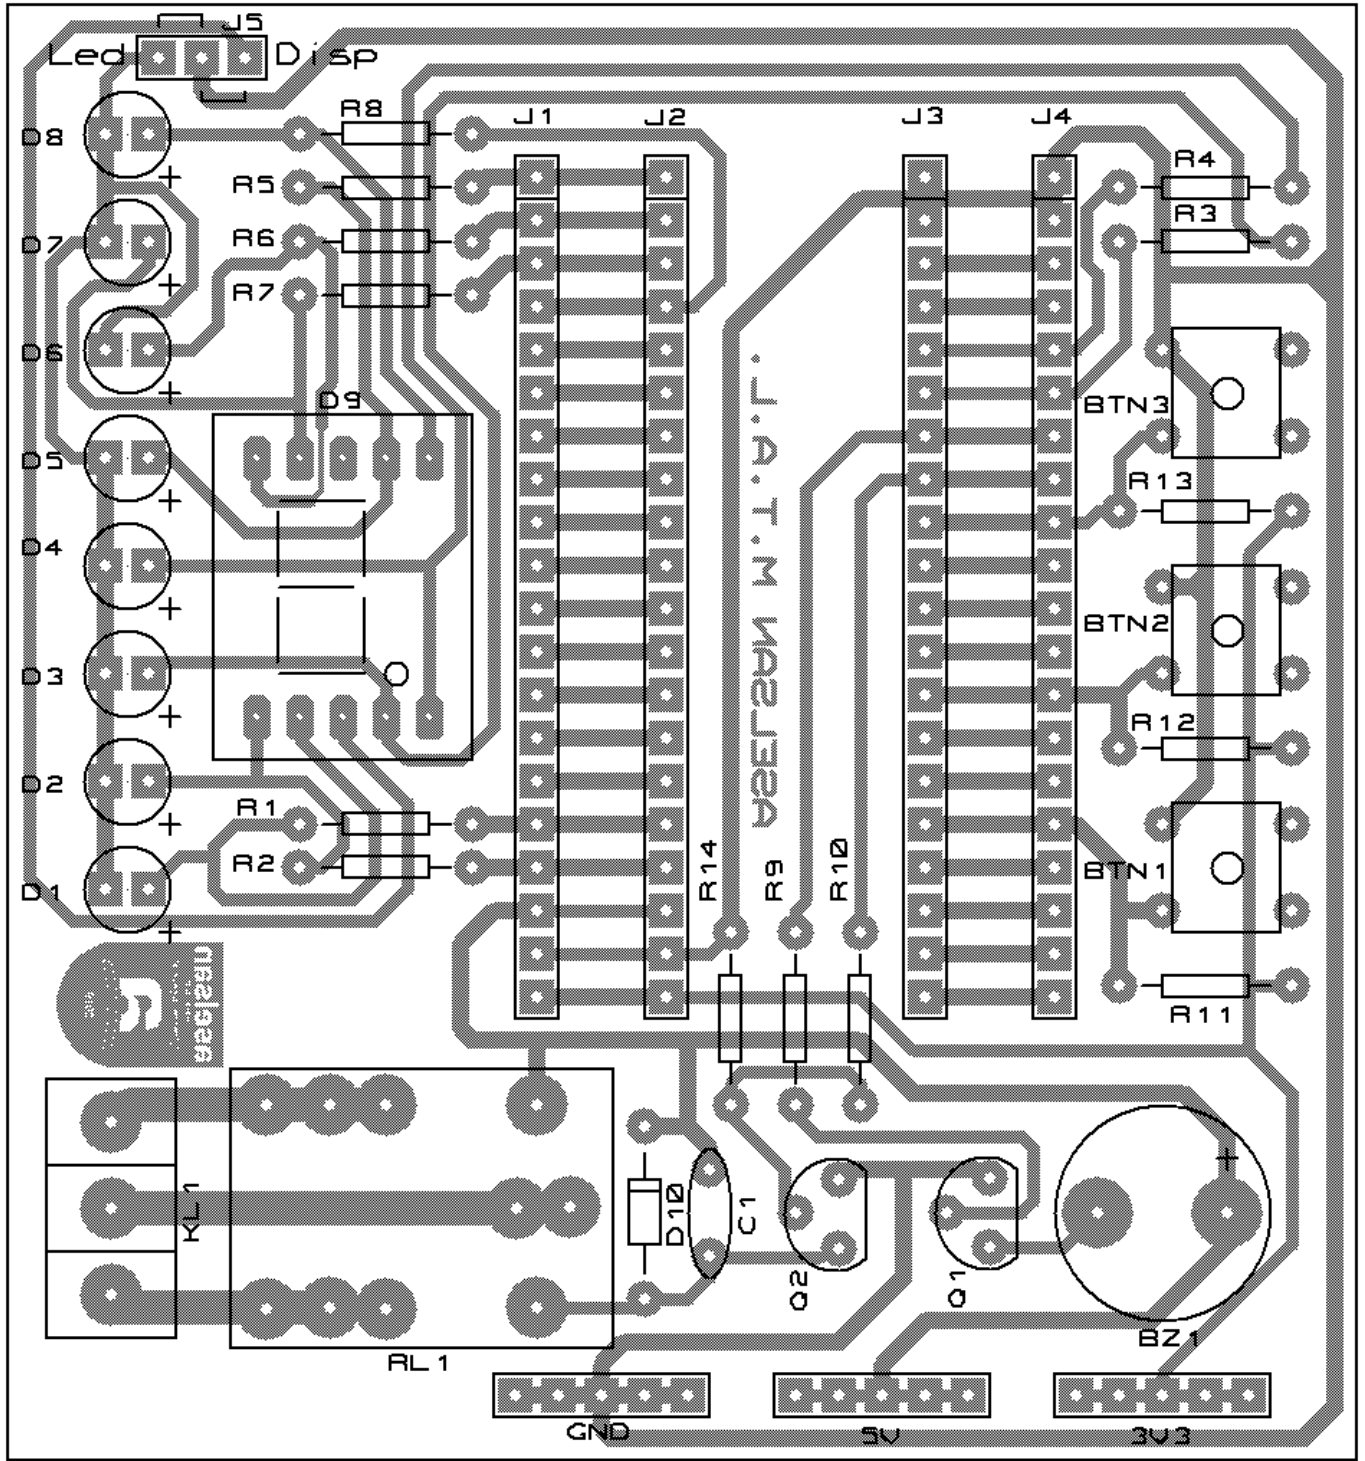 J5
Led
Disp
R8
J1
J2
J3
J4
D8
R5
R4
D7
R6
R3
R7
D6
D9
BTN3
D5
R13
D4
ASELSAN M.T.A.L.
BTN2
D3
R12
D2
R1
R2
R14
R9
R10
BTN1
D1
aselsan
R11
KL1
D10
C1
Q2
Q1
BZ1
RL1
GND
5V
3V3